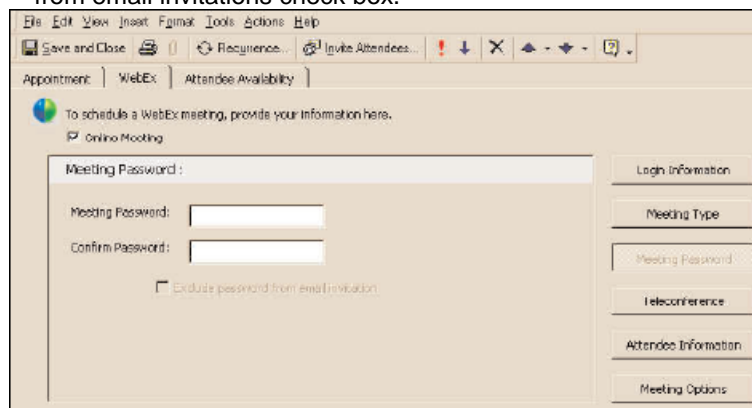 from email invitations check box.
File Edit View Insert Format Tools Actions Help
Save and Close Recurrence... Invite Attendees...
Appointment WebEx Attendee Availability
To schedule a WebEx meeting, provide your information here.
Online Meeting
Meeting Password :
Login Information
Meeting Password:
Meeting Type
Confirm Password:
Meeting Password
Exclude password from email invitation
Teleconference
Attendee Information
Meeting Options